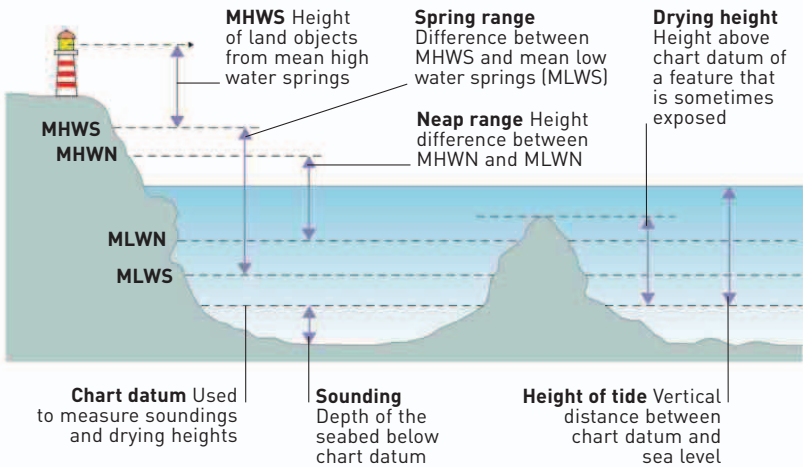 MHWS Height
of land objects
from mean high
water springs
Spring range
Difference between
MHWS and mean low
water springs (MLWS)
Neap range Height
difference between
MHWN and MLWN
Drying height
Height above
chart datum of
a feature that
is sometimes
exposed
MHWS
MHWN
MLWN
MLWS
Chart datum Used
to measure soundings
and drying heights
Sounding
Depth of the
seabed below
chart datum
Height of tide Vertical
distance between
chart datum and
sea level